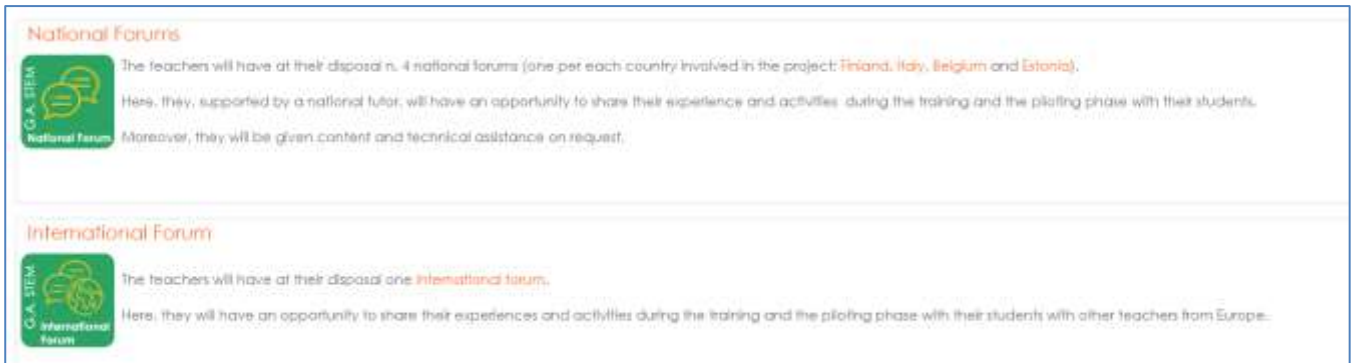 National Forums
G.A. STEM
National Forum
The teachers will have at their disposal n. 4 national forums (one per each country involved in the project: Finland, Italy, Belgium and Estonia).
Here, they, supported by a national tutor, will have an opportunity to share their experience and activities during the training and the piloting phase with their students.
Moreover, they will be given content and technical assistance on request.
International Forum
G.A. STEM
International
Forum
The teachers will have at their disposal one international forum.
Here, they will have an opportunity to share their experiences and activities during the training and the piloting phase with their students with other teachers from Europe.